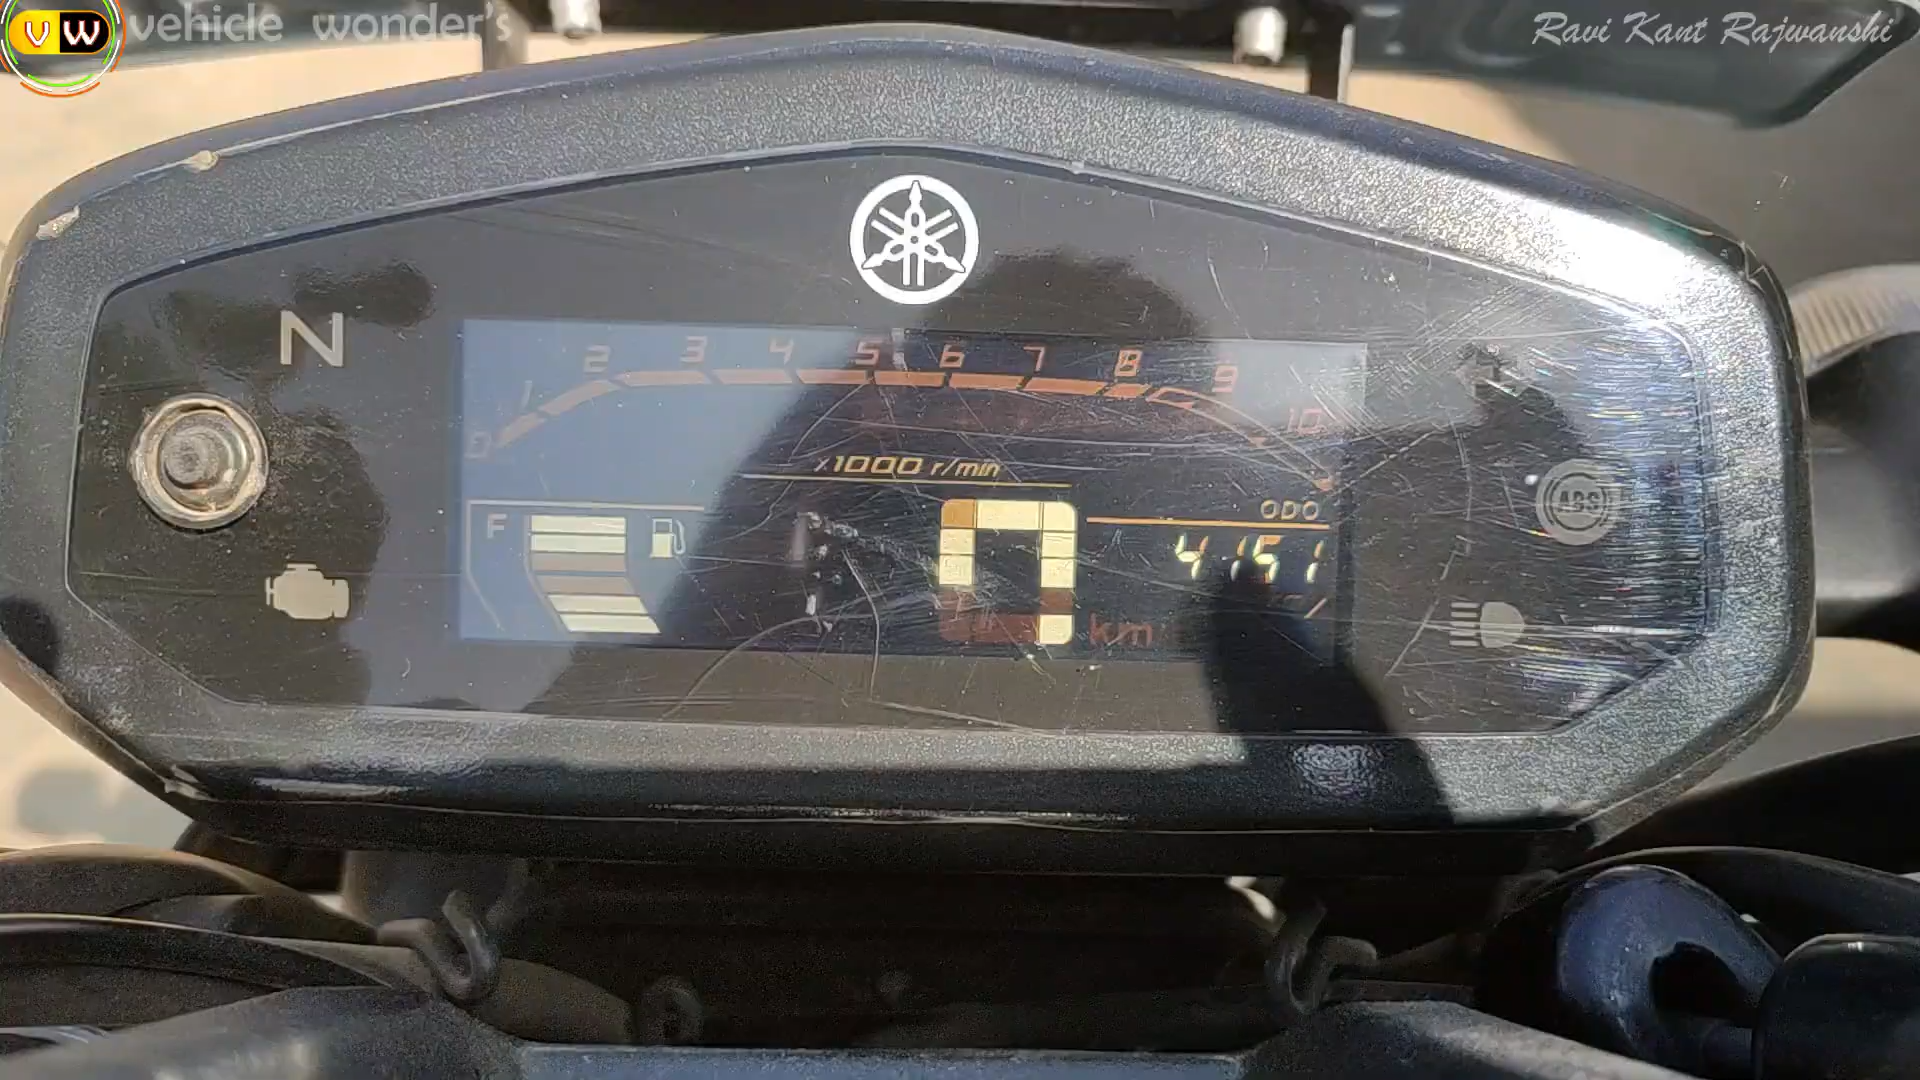 VW vehicle wonder's
Ravi Kant Rajwanshi
N
0 1 2 3 4 5 6 7 8 9 10
x1000 r/min
F
ODO
4151
km
ABS